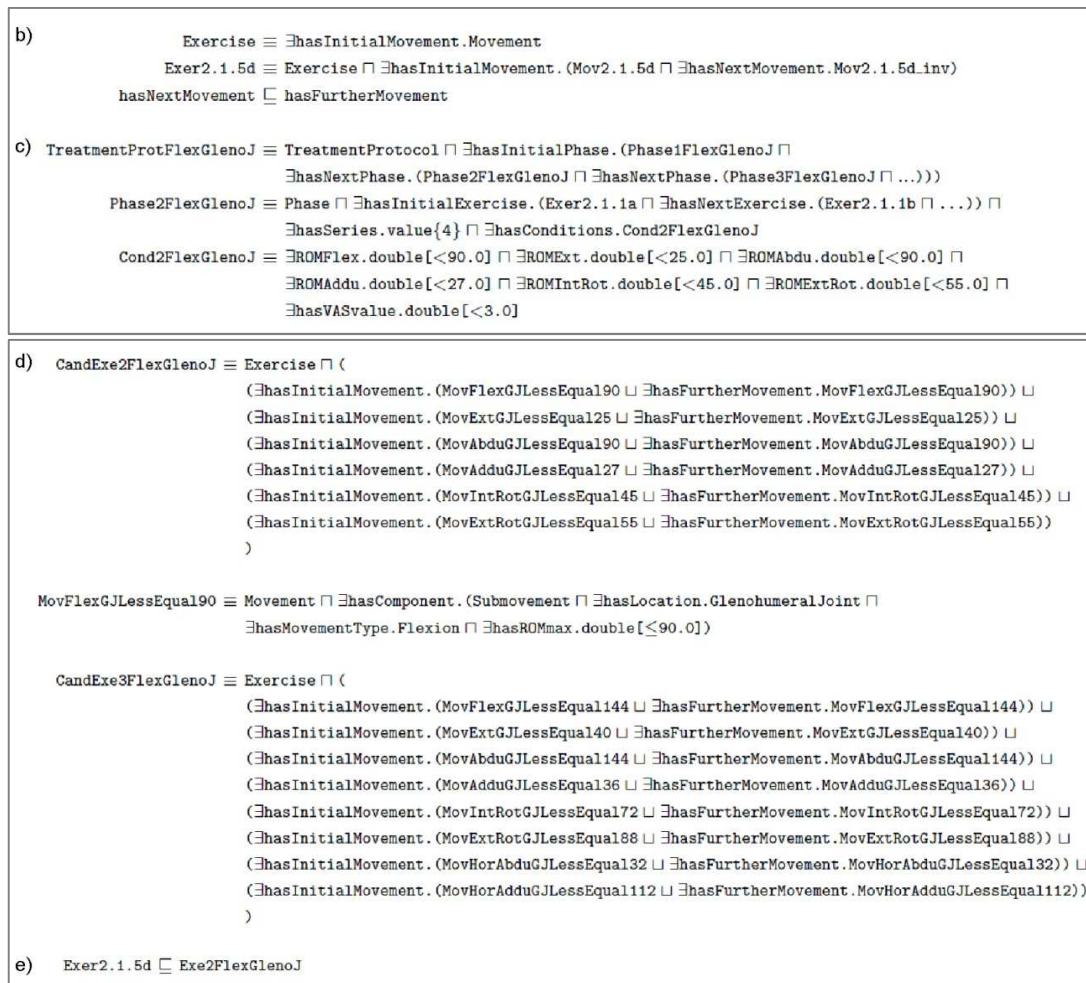 b) Exercise ≡ ∃hasInitialMovement.Movement
Exer2.1.5d ≡ Exercise ⊓ ∃hasInitialMovement.(Mov2.1.5d ⊓ ∃hasNextMovement.Mov2.1.5d_inv)
hasNextMovement ⊑ hasFurtherMovement
c) TreatmentProtFlexGlenoJ ≡ TreatmentProtocol ⊓ ∃hasInitialPhase.(Phase1FlexGlenoJ ⊓
∃hasNextPhase.(Phase2FlexGlenoJ ⊓ ∃hasNextPhase.(Phase3FlexGlenoJ ⊓ ...)))
Phase2FlexGlenoJ ≡ Phase ⊓ ∃hasInitialExercise.(Exer2.1.1a ⊓ ∃hasNextExercise.(Exer2.1.1b ⊓ ...)) ⊓
∃hasSeries.value{4} ⊓ ∃hasConditions.Cond2FlexGlenoJ
Cond2FlexGlenoJ ≡ ∃ROMFlex.double[<90.0] ⊓ ∃ROMExt.double[<25.0] ⊓ ∃ROMAbdu.double[<90.0] ⊓
∃ROMAddu.double[<27.0] ⊓ ∃ROMIntRot.double[<45.0] ⊓ ∃ROMExtRot.double[<55.0] ⊓
∃hasVASvalue.double[<3.0]
d) CandExe2FlexGlenoJ ≡ Exercise ⊓ (
(∃hasInitialMovement.(MovFlexGJLessEqual90 ⊔ ∃hasFurtherMovement.MovFlexGJLessEqual90)) ⊔
(∃hasInitialMovement.(MovExtGJLessEqual25 ⊔ ∃hasFurtherMovement.MovExtGJLessEqual25)) ⊔
(∃hasInitialMovement.(MovAbduGJLessEqual90 ⊔ ∃hasFurtherMovement.MovAbduGJLessEqual90)) ⊔
(∃hasInitialMovement.(MovAdduGJLessEqual27 ⊔ ∃hasFurtherMovement.MovAdduGJLessEqual27)) ⊔
(∃hasInitialMovement.(MovIntRotGJLessEqual45 ⊔ ∃hasFurtherMovement.MovIntRotGJLessEqual45)) ⊔
(∃hasInitialMovement.(MovExtRotGJLessEqual55 ⊔ ∃hasFurtherMovement.MovExtRotGJLessEqual55))
)
MovFlexGJLessEqual90 ≡ Movement ⊓ ∃hasComponent.(Submovement ⊓ ∃hasLocation.GlenohumeralJoint ⊓
∃hasMovementType.Flexion ⊓ ∃hasROMmax.double[≤90.0])
CandExe3FlexGlenoJ ≡ Exercise ⊓ (
(∃hasInitialMovement.(MovFlexGJLessEqual144 ⊔ ∃hasFurtherMovement.MovFlexGJLessEqual144)) ⊔
(∃hasInitialMovement.(MovExtGJLessEqual40 ⊔ ∃hasFurtherMovement.MovExtGJLessEqual40)) ⊔
(∃hasInitialMovement.(MovAbduGJLessEqual144 ⊔ ∃hasFurtherMovement.MovAbduGJLessEqual144)) ⊔
(∃hasInitialMovement.(MovAdduGJLessEqual36 ⊔ ∃hasFurtherMovement.MovAdduGJLessEqual36)) ⊔
(∃hasInitialMovement.(MovIntRotGJLessEqual72 ⊔ ∃hasFurtherMovement.MovIntRotGJLessEqual72)) ⊔
(∃hasInitialMovement.(MovExtRotGJLessEqual88 ⊔ ∃hasFurtherMovement.MovExtRotGJLessEqual88)) ⊔
(∃hasInitialMovement.(MovHorAbduGJLessEqual32 ⊔ ∃hasFurtherMovement.MovHorAbduGJLessEqual32)) ⊔
(∃hasInitialMovement.(MovHorAdduGJLessEqual112 ⊔ ∃hasFurtherMovement.MovHorAdduGJLessEqual112))
)
e) Exer2.1.5d ⊑ Exe2FlexGlenoJ